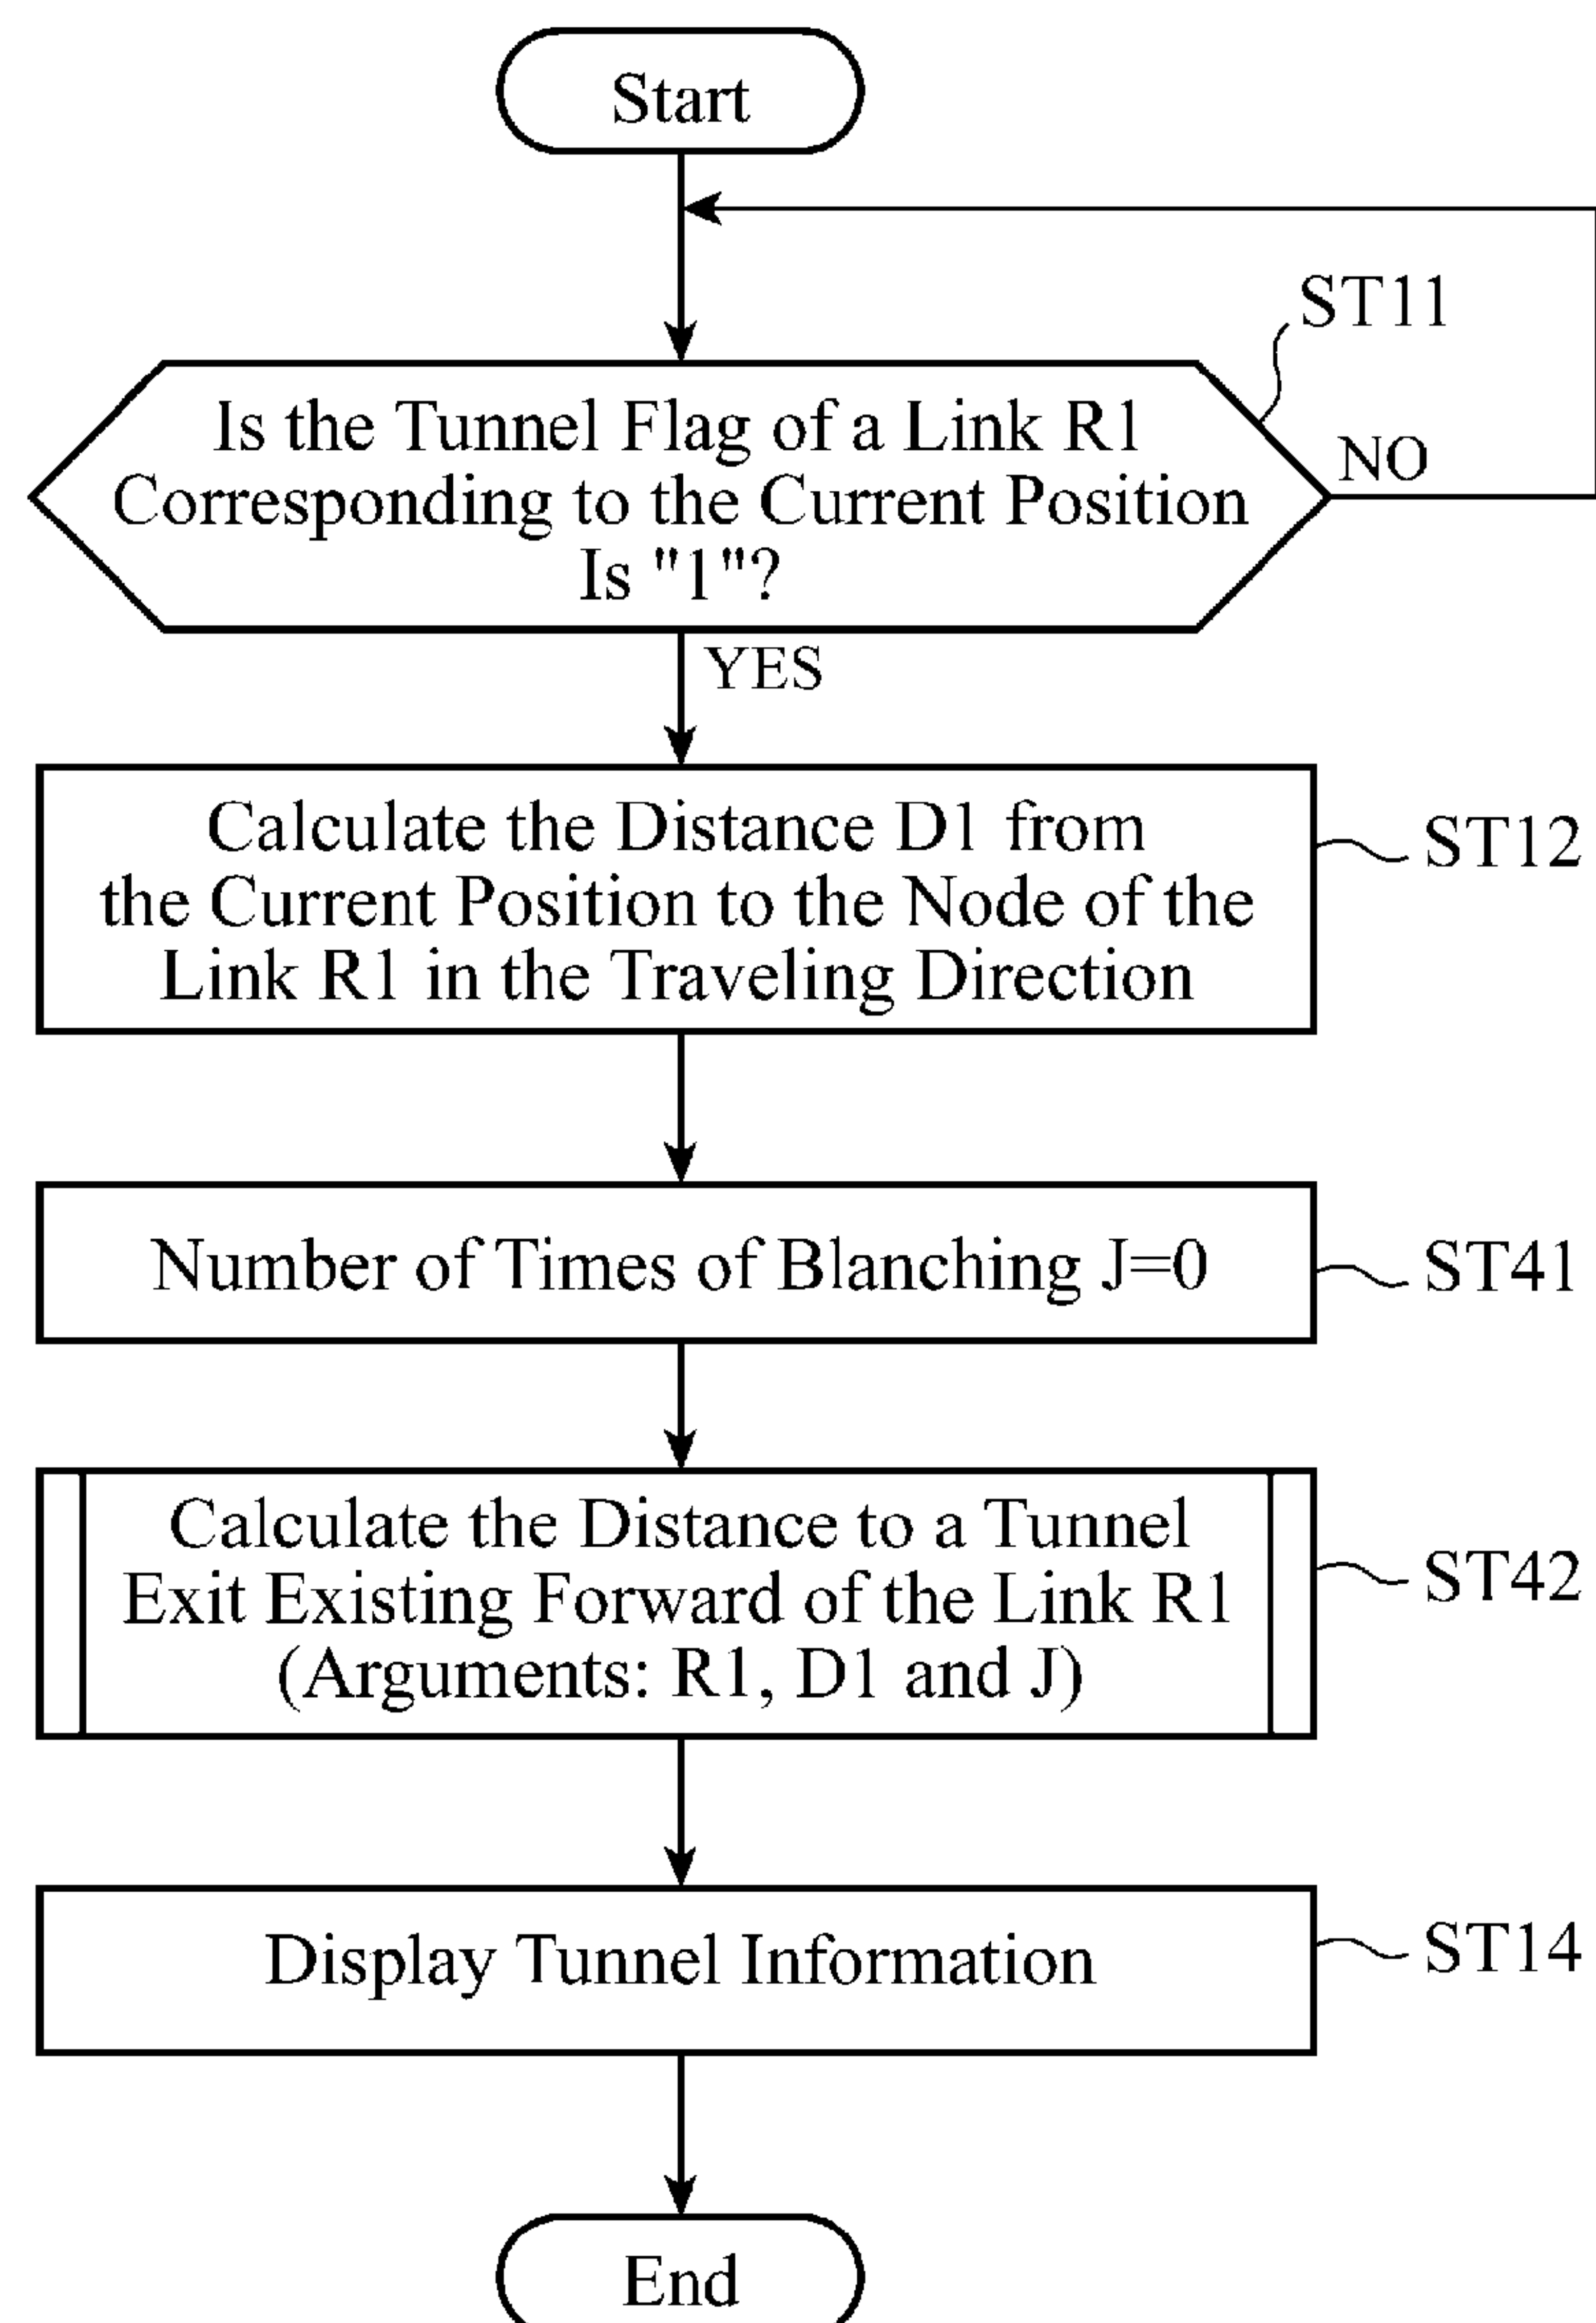 Start
ST11
Is the Tunnel Flag of a Link R1
Corresponding to the Current Position
Is "1"?
NO
YES
Calculate the Distance D1 from
the Current Position to the Node of the
Link R1 in the Traveling Direction
ST12
Number of Times of Blanching J=0
ST41
Calculate the Distance to a Tunnel
Exit Existing Forward of the Link R1
(Arguments: R1, D1 and J)
ST42
Display Tunnel Information
ST14
End